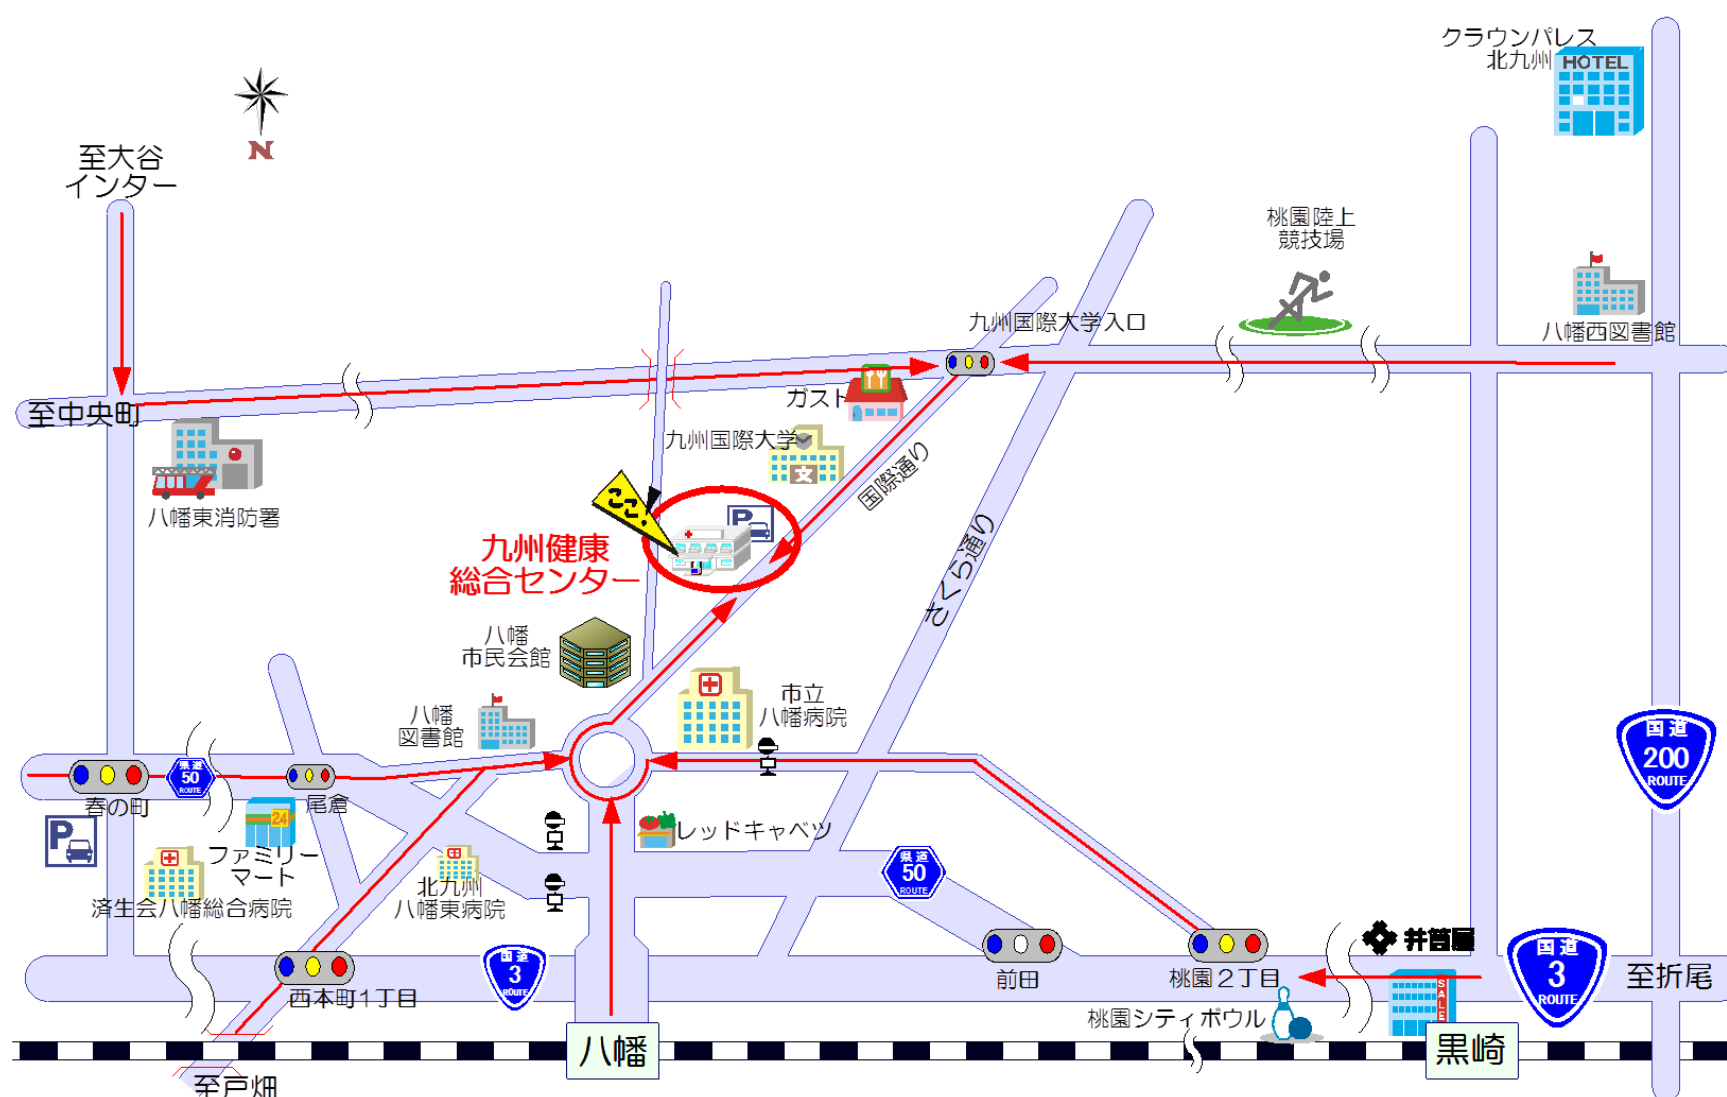 クラウンパレス
北九州
HOTEL
N
至大谷
インター
桃園陸上
競技場
九州国際大学入口
八幡西図書館
至中央町
ガスト
九州国際大学
文
国際通り
八幡東消防署
ここ!
P
九州健康
総合センター
さくら通り
八幡
市民会館
市立
八幡病院
八幡
図書館
国道
200
ROUTE
県道
50
ROUTE
春の町
尾倉
P
24
ファミリー
マート
レッドキャベツ
済生会八幡総合病院
北九州
八幡東病院
県道
50
ROUTE
井筒屋
国道
3
ROUTE
西本町1丁目
前田
桃園2丁目
国道
3
ROUTE
至折尾
SALE
桃園シティボウル
八幡
黒崎
至戸畑